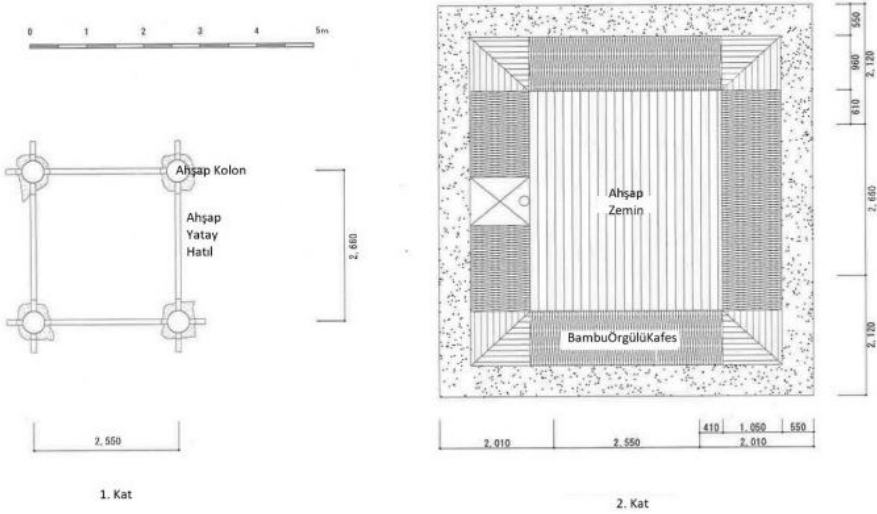 0 1 2 3 4 5m
Ahşap Kolon
Ahşap
Yatay
Hatıl
2,660
2,550
1. Kat
Ahşap
Zemin
BambuÖrgülüKafes
550
960
2,120
610
2,660
2,120
410 1,050 550
2,010 2,550 2,010
2. Kat